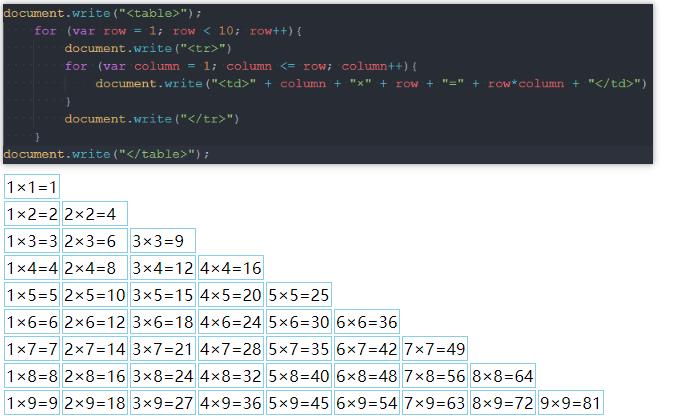 document.write("<table>");
for (var row = 1; row < 10; row++){
document.write("<tr>")
for (var column = 1; column <= row; column++){
document.write("<td>" + column + "×" + row + "=" + row*column + "</td>")
}
document.write("</tr>")
}
document.write("</table>");
1×1=1
1×2=2 2×2=4
1×3=3 2×3=6 3×3=9
1×4=4 2×4=8 3×4=12 4×4=16
1×5=5 2×5=10 3×5=15 4×5=20 5×5=25
1×6=6 2×6=12 3×6=18 4×6=24 5×6=30 6×6=36
1×7=7 2×7=14 3×7=21 4×7=28 5×7=35 6×7=42 7×7=49
1×8=8 2×8=16 3×8=24 4×8=32 5×8=40 6×8=48 7×8=56 8×8=64
1×9=9 2×9=18 3×9=27 4×9=36 5×9=45 6×9=54 7×9=63 8×9=72 9×9=81